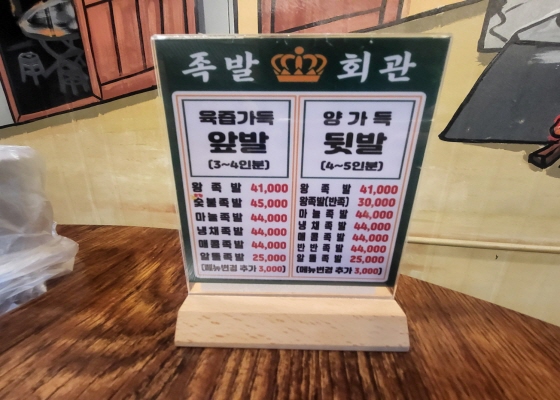 족발 회관
육즙가득
앞발
(3~4인분)
왕족발 41,000
숯불족발 45,000
마늘족발 44,000
냉채족발 44,000
매콤족발 44,000
알뜰족발 25,000
(메뉴변경 추가 3,000)
양가득
뒷발
(4~5인분)
왕족발 41,000
왕족발(반족) 30,000
마늘족발 44,000
냉채족발 44,000
매콤족발 44,000
반반족발 44,000
알뜰족발 25,000
(메뉴변경 추가 3,000)